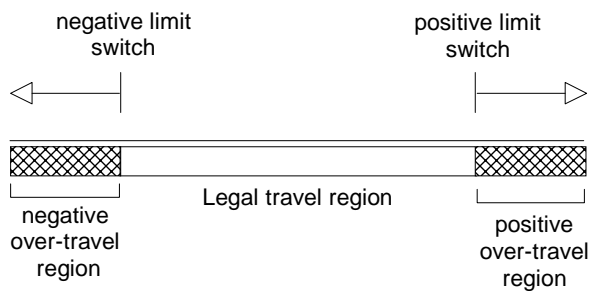 negative limit
switch
positive limit
switch
Legal travel region
negative
over-travel
region
positive
over-travel
region